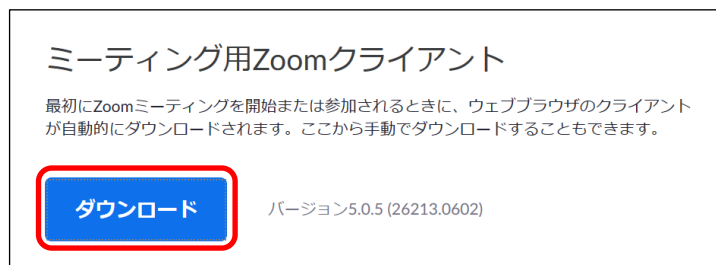 ミーティング用Zoomクライアント
最初にZoomミーティングを開始または参加されるときに、ウェブブラウザのクライアント
が自動的にダウンロードされます。ここから手動でダウンロードすることもできます。
ダウンロード バージョン5.0.5 (26213.0602)